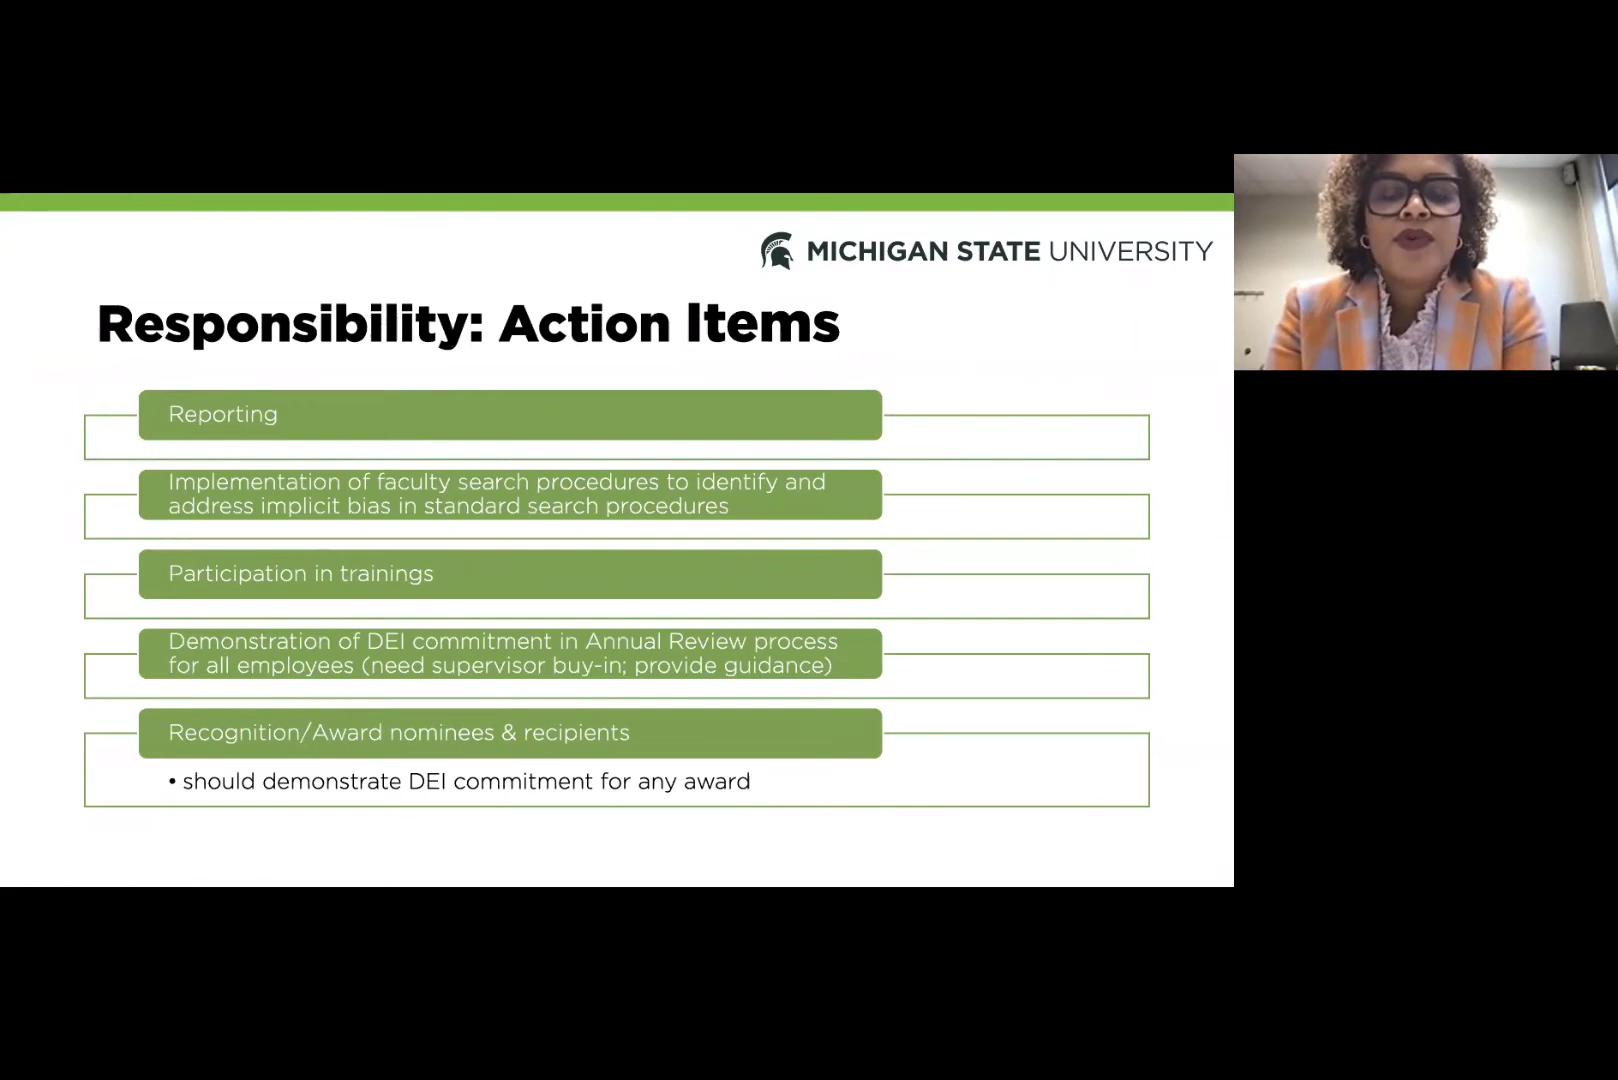 MICHIGAN STATE UNIVERSITY
Responsibility: Action Items
Reporting
Implementation of faculty search procedures to identify and
address implicit bias in standard search procedures
Participation in trainings
Demonstration of DEI commitment in Annual Review process
for all employees (need supervisor buy-in; provide guidance)
Recognition/Award nominees & recipients
• should demonstrate DEI commitment for any award